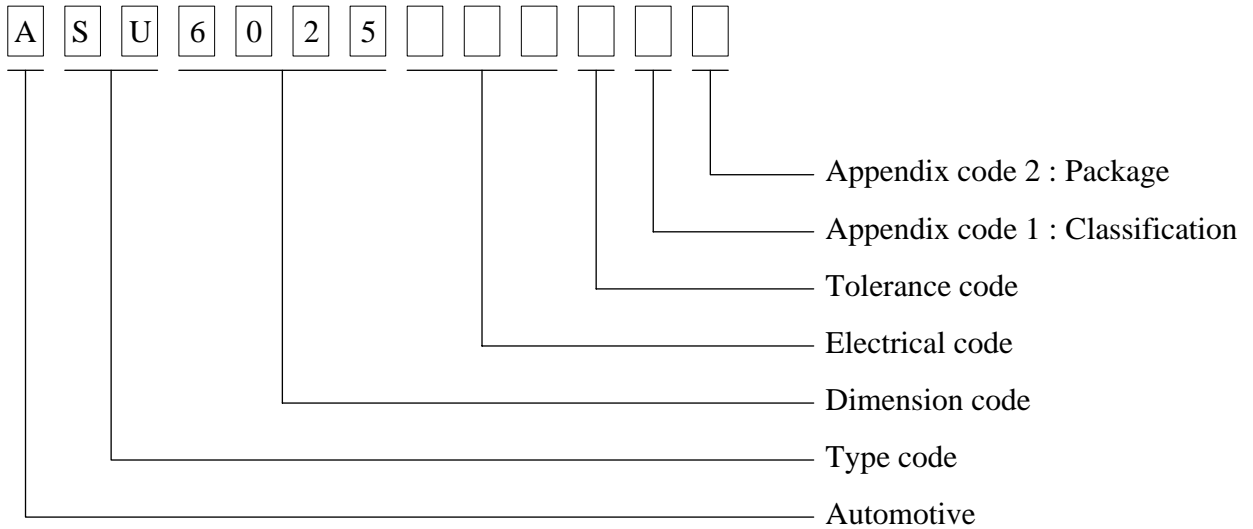 A S U 6 0 2 5
Appendix code 2 : Package
Appendix code 1 : Classification
Tolerance code
Electrical code
Dimension code
Type code
Automotive